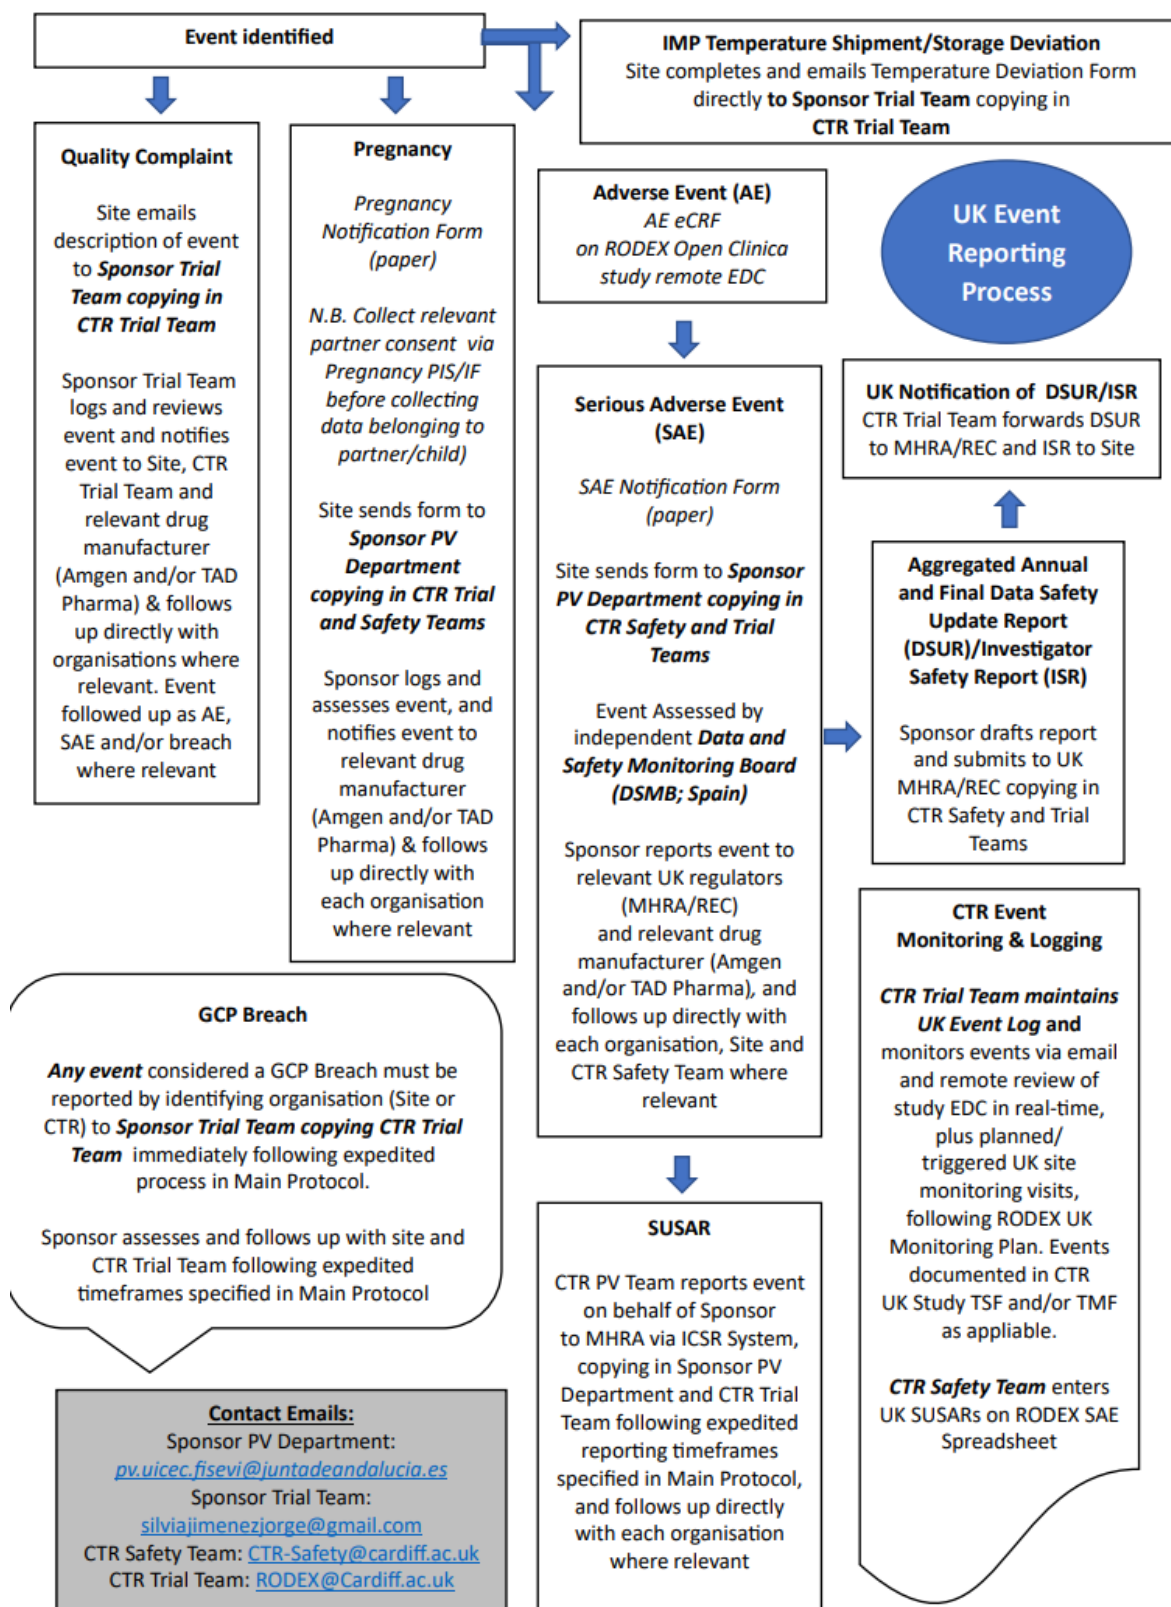 Event identified
IMP Temperature Shipment/Storage Deviation
Site completes and emails Temperature Deviation Form
directly to Sponsor Trial Team copying in
CTR Trial Team
Quality Complaint
Site emails
description of event
to Sponsor Trial
Team copying in
CTR Trial Team
Sponsor Trial Team
logs and reviews
event and notifies
event to Site, CTR
Trial Team and
relevant drug
manufacturer
(Amgen and/or TAD
Pharma) & follows
up directly with
organisations where
relevant. Event
followed up as AE,
SAE and/or breach
where relevant
Pregnancy
Pregnancy
Notification Form
(paper)
N.B. Collect relevant
partner consent via
Pregnancy PIS/IF
before collecting
data belonging to
partner/child)
Site sends form to
Sponsor PV
Department
copying in CTR Trial
and Safety Teams
Sponsor logs and
assesses event, and
notifies event to
relevant drug
manufacturer
(Amgen and/or TAD
Pharma) & follows
up directly with
each organisation
where relevant
Adverse Event (AE)
AE eCRF
on RODEX Open Clinica
study remote EDC
UK Event
Reporting
Process
Serious Adverse Event
(SAE)
SAE Notification Form
(paper)
Site sends form to Sponsor
PV Department copying in
CTR Safety and Trial
Teams
Event Assessed by
independent Data and
Safety Monitoring Board
(DSMB; Spain)
Sponsor reports event to
relevant UK regulators
(MHRA/REC)
and relevant drug
manufacturer (Amgen
and/or TAD Pharma), and
follows up directly with
each organisation, Site and
CTR Safety Team where
relevant
UK Notification of DSUR/ISR
CTR Trial Team forwards DSUR
to MHRA/REC and ISR to Site
Aggregated Annual
and Final Data Safety
Update Report
(DSUR)/Investigator
Safety Report (ISR)
Sponsor drafts report
and submits to UK
MHRA/REC copying in
CTR Safety and Trial
Teams
CTR Event
Monitoring & Logging
CTR Trial Team maintains
UK Event Log and
monitors events via email
and remote review of
study EDC in real-time,
plus planned/
triggered UK site
monitoring visits,
following RODEX UK
Monitoring Plan. Events
documented in CTR
UK Study TSF and/or TMF
as appliable.
CTR Safety Team enters
UK SUSARs on RODEX SAE
Spreadsheet
GCP Breach
Any event considered a GCP Breach must be
reported by identifying organisation (Site or
CTR) to Sponsor Trial Team copying CTR Trial
Team immediately following expedited
process in Main Protocol.
Sponsor assesses and follows up with site and
CTR Trial Team following expedited
timeframes specified in Main Protocol
SUSAR
CTR PV Team reports event
on behalf of Sponsor
to MHRA via ICSR System,
copying in Sponsor PV
Department and CTR Trial
Team following expedited
reporting timeframes
specified in Main Protocol,
and follows up directly
with each organisation
where relevant
Contact Emails:
Sponsor PV Department:
pv.uicec.fisevi@juntadeandalucia.es
Sponsor Trial Team:
silviajimenezjorge@gmail.com
CTR Safety Team: CTR-Safety@cardiff.ac.uk
CTR Trial Team: RODEX@Cardiff.ac.uk